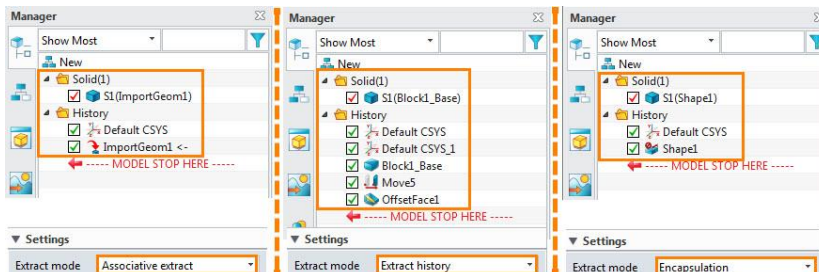 Manager
Show Most
New
Solid(1)
S1(ImportGeom1)
History
Default CSYS
ImportGeom1 <-
----- MODEL STOP HERE -----
Settings
Extract mode Associative extract
Manager
Show Most
New
Solid(1)
S1(Block1_Base)
History
Default CSYS
Default CSYS_1
Block1_Base
Move5
OffsetFace1
----- MODEL STOP HERE -----
Settings
Extract mode Extract history
Manager
Show Most
New
Solid(1)
S1(Shape1)
History
Default CSYS
Shape1
----- MODEL STOP HERE -----
Settings
Extract mode Encapsulation